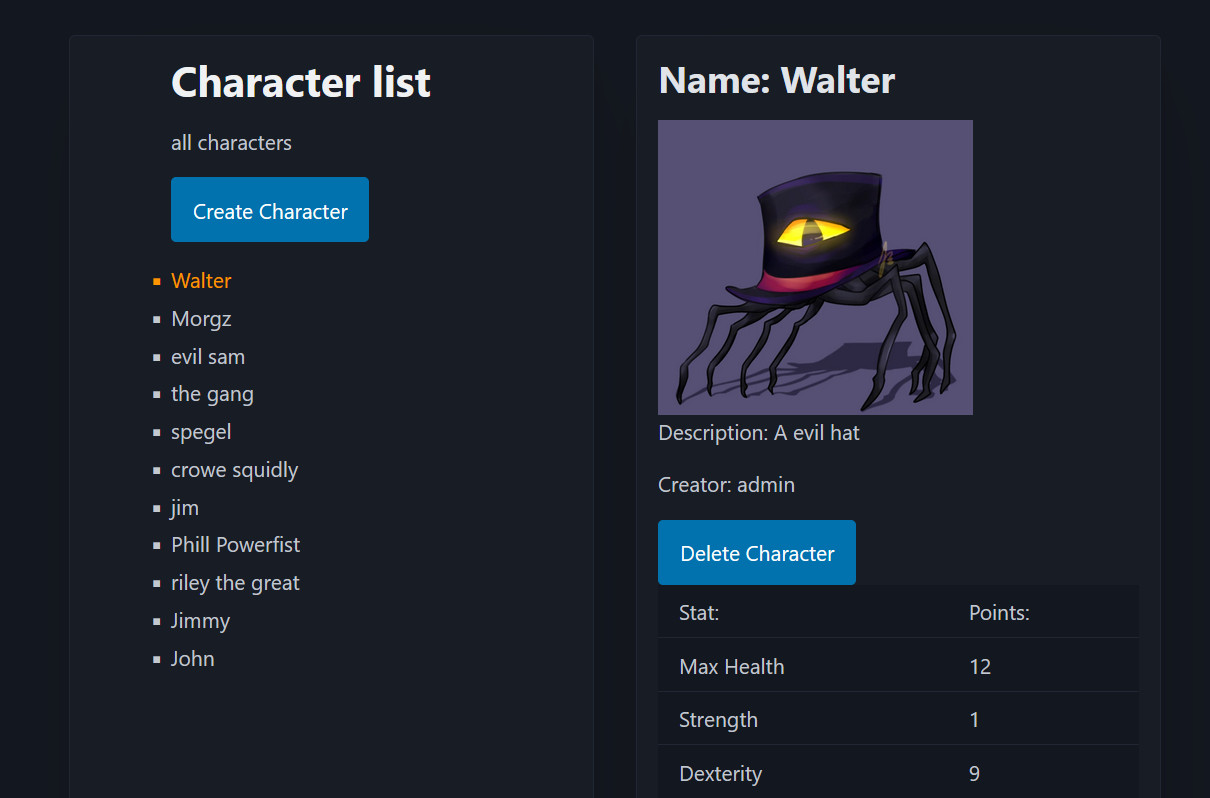 Character list
all characters
Create Character
Walter
Morgz
evil sam
the gang
spegel
crowe squidly
jim
Phill Powerfist
riley the great
Jimmy
John
Name: Walter
Description: A evil hat
Creator: admin
Delete Character
Stat: Points:
Max Health 12
Strength 1
Dexterity 9